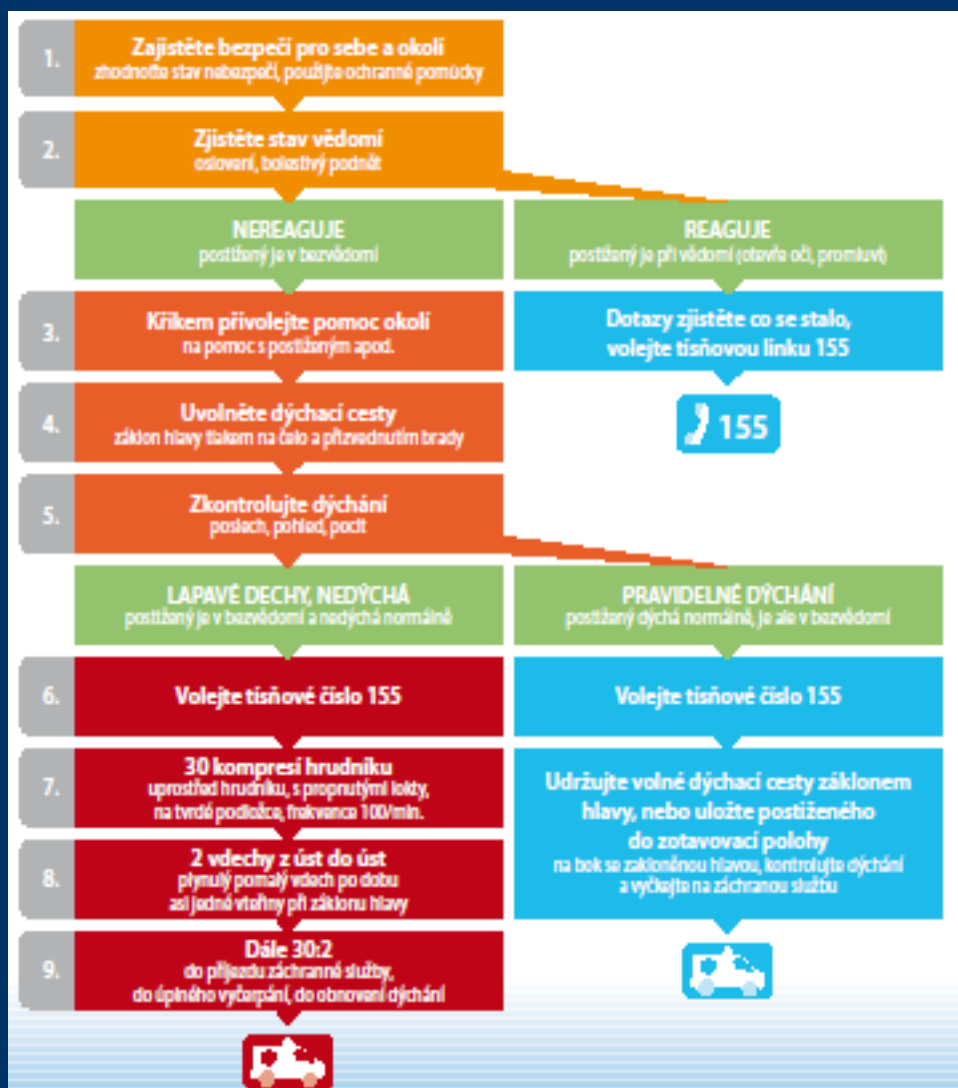 1.
Zajistěte bezpečí pro sebe a okolí
zhodnoťte stav nebezpečí, použijte ochranné pomůcky
2.
Zjistěte stav vědomí
oslovení, bolestivý podnět
NEREAGUJE
postižený je v bezvědomí
REAGUJE
postižený je při vědomí (otevře oči, promluví)
3.
Křikem přivolejte pomoc okolí
na pomoc s postiženým apod.
Dotazy zjistěte co se stalo,
volejte tísňovou linku 155
155
4.
Uvolněte dýchací cesty
záklon hlavy tlakem na čelo a přizvednutím brady
5.
Zkontrolujte dýchání
poslech, pohled, pocit
LAPAVÉ DECHY, NEDÝCHÁ
postižený je v bezvědomí a nedýchá normálně
PRAVIDELNÉ DÝCHÁNÍ
postižený dýchá normálně, je ale v bezvědomí
6.
Volejte tísňové číslo 155
Volejte tísňové číslo 155
7.
30 kompresí hrudníku
uprostřed hrudníku, s propnutými lokty,
na tvrdé podložce, frekvence 100/min.
8.
2 vdechy z úst do úst
plynulý pomalý vdech po dobu
asi jedné vteřiny při záklonu hlavy
Udržujte volné dýchací cesty záklonem
hlavy, nebo uložte postiženého
do zotavovací polohy
na bok se zakloněnou hlavou, kontrolujte dýchání
a vyčkejte na záchranou službu
9.
Dále 30:2
do příjezdu záchranné služby,
do úplného vyčerpání, do obnovení dýchání